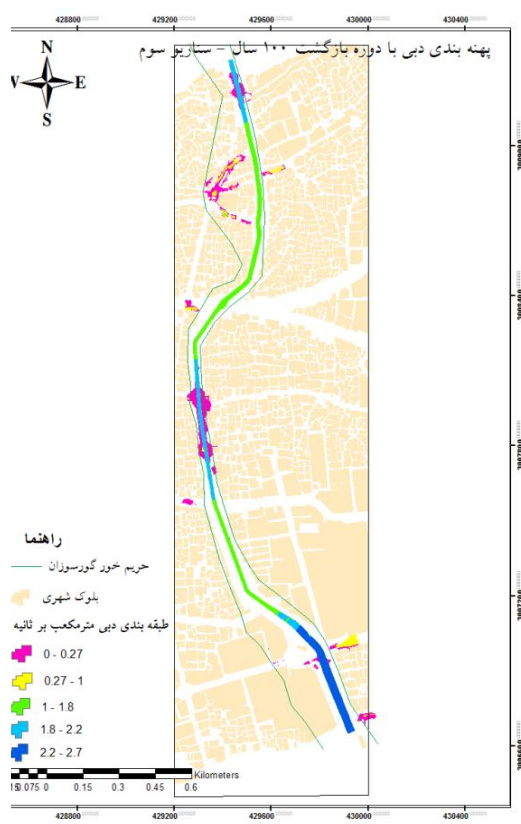 428800 429200 429600 430000 430400
پهنه بندی دبی با دوره بازگشت ۱۰۰ سال - سناریو سوم
N
E
S
راهنما
حریم خور گورسوزان
بلوک شهری
طبقه بندی دبی مترمکعب بر ثانیه
0 - 0.27
0.27 - 1
1 - 1.8
1.8 - 2.2
2.2 - 2.7
Kilometers
0.075 0 0.15 0.3 0.45 0.6
428800 429200 429600 430000 430400